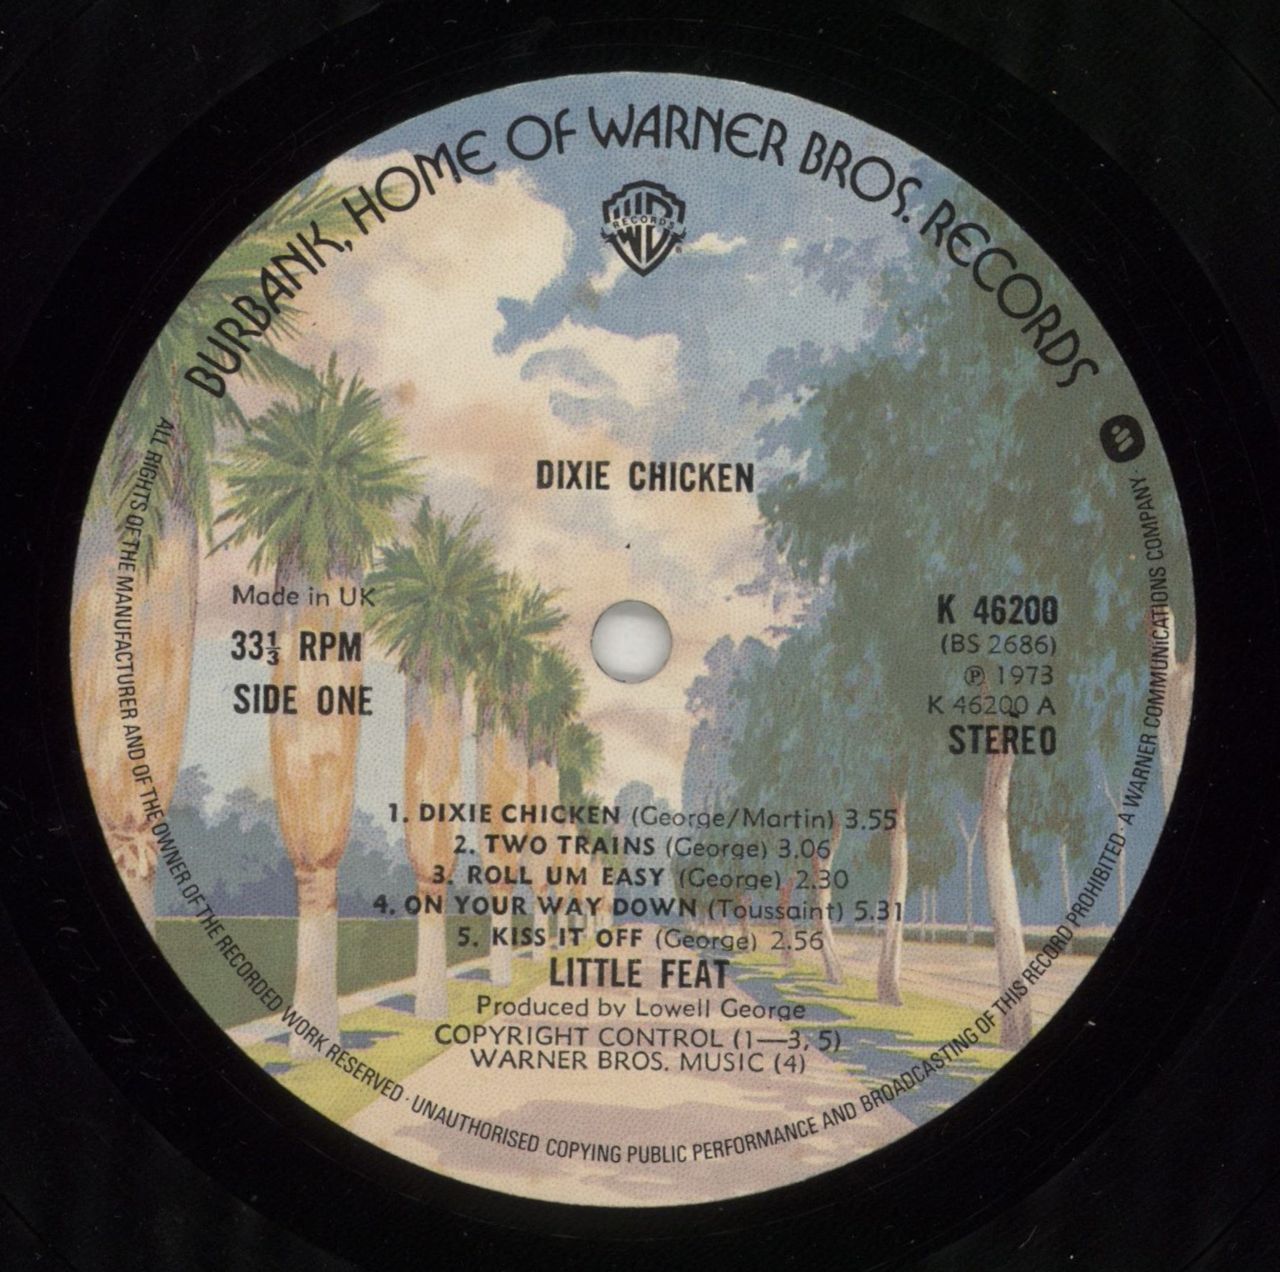 BURBANK, HOME OF WARNER BROS. RECORDS
RECORDS
DIXIE CHICKEN
Made in UK
33⅓ RPM
SIDE ONE
K 46200
(BS 2686)
℗ 1973
K 46200 A
STEREO
1. DIXIE CHICKEN (George/Martin) 3.55
2. TWO TRAINS (George) 3.06
3. ROLL UM EASY (George) 2.30
4. ON YOUR WAY DOWN (Toussaint) 5.31
5. KISS IT OFF (George) 2.56
LITTLE FEAT
Produced by Lowell George
COPYRIGHT CONTROL (1—3, 5)
WARNER BROS. MUSIC (4)
ALL RIGHTS OF THE MANUFACTURER AND OF THE OWNER OF THE RECORDED WORK RESERVED · UNAUTHORISED COPYING PUBLIC PERFORMANCE AND BROADCASTING OF THIS RECORD PROHIBITED · A WARNER COMMUNICATIONS COMPANY ·